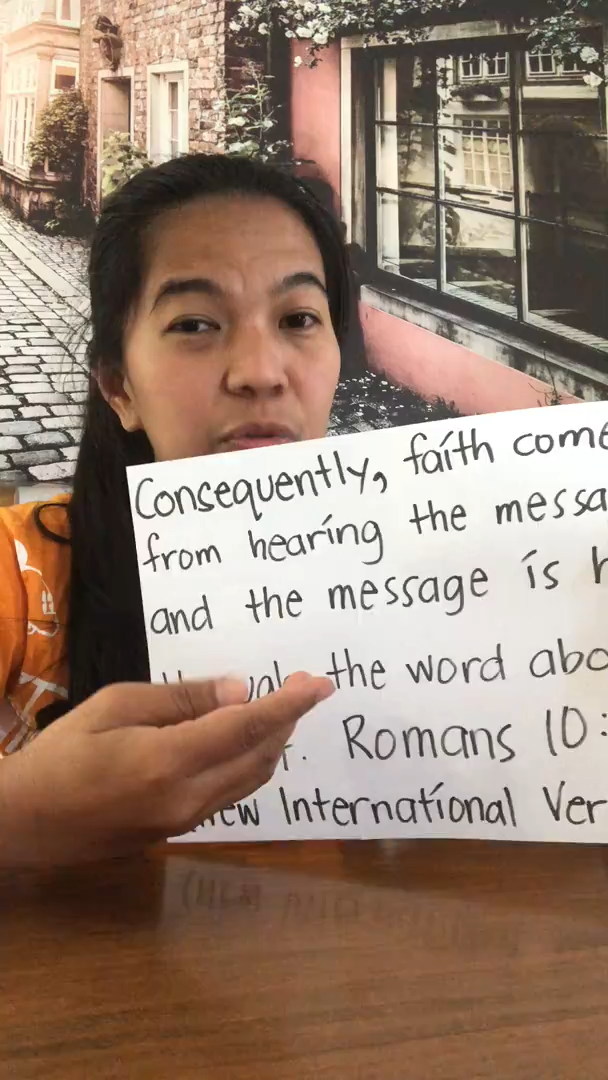 Consequently, faith come
from hearing the messa
and the message is h
the word abo
Romans 10:
New International Ver